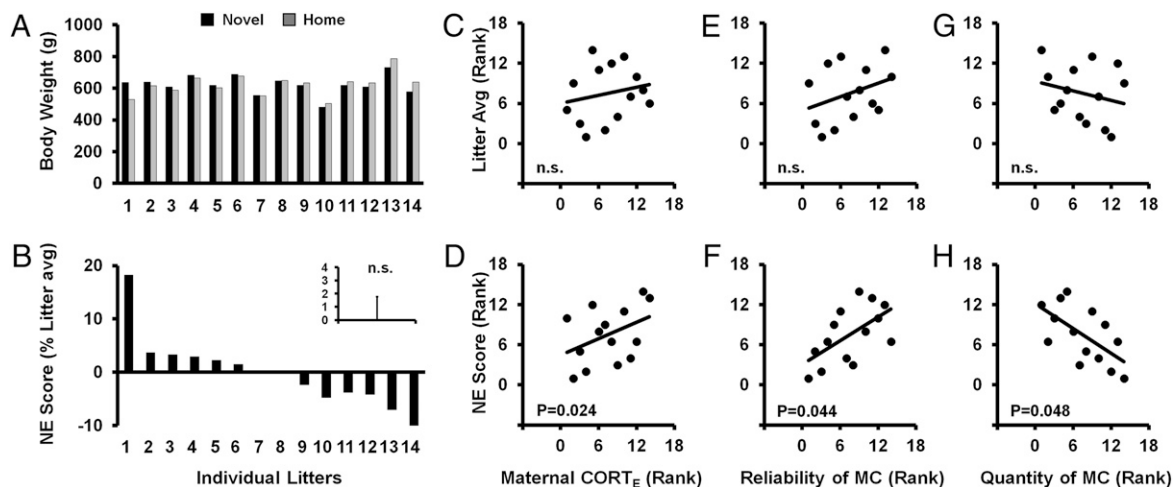 A
Novel Home
Body Weight (g)
1000
800
600
400
200
0
1 2 3 4 5 6 7 8 9 10 11 12 13 14
B
NE Score (% Litter avg)
20
10
0
-10
n.s.
4
3
2
1
0
1 2 3 4 5 6 7 8 9 10 11 12 13 14
Individual Litters
C
Litter Avg (Rank)
18
12
6
0
n.s.
0 6 12 18
E
18
12
6
0
n.s.
0 6 12 18
G
18
12
6
0
n.s.
0 6 12 18
D
NE Score (Rank)
18
12
6
0
P=0.024
0 6 12 18
Maternal CORTE (Rank)
F
18
12
6
0
P=0.044
0 6 12 18
Reliability of MC (Rank)
H
18
12
6
0
P=0.048
0 6 12 18
Quantity of MC (Rank)